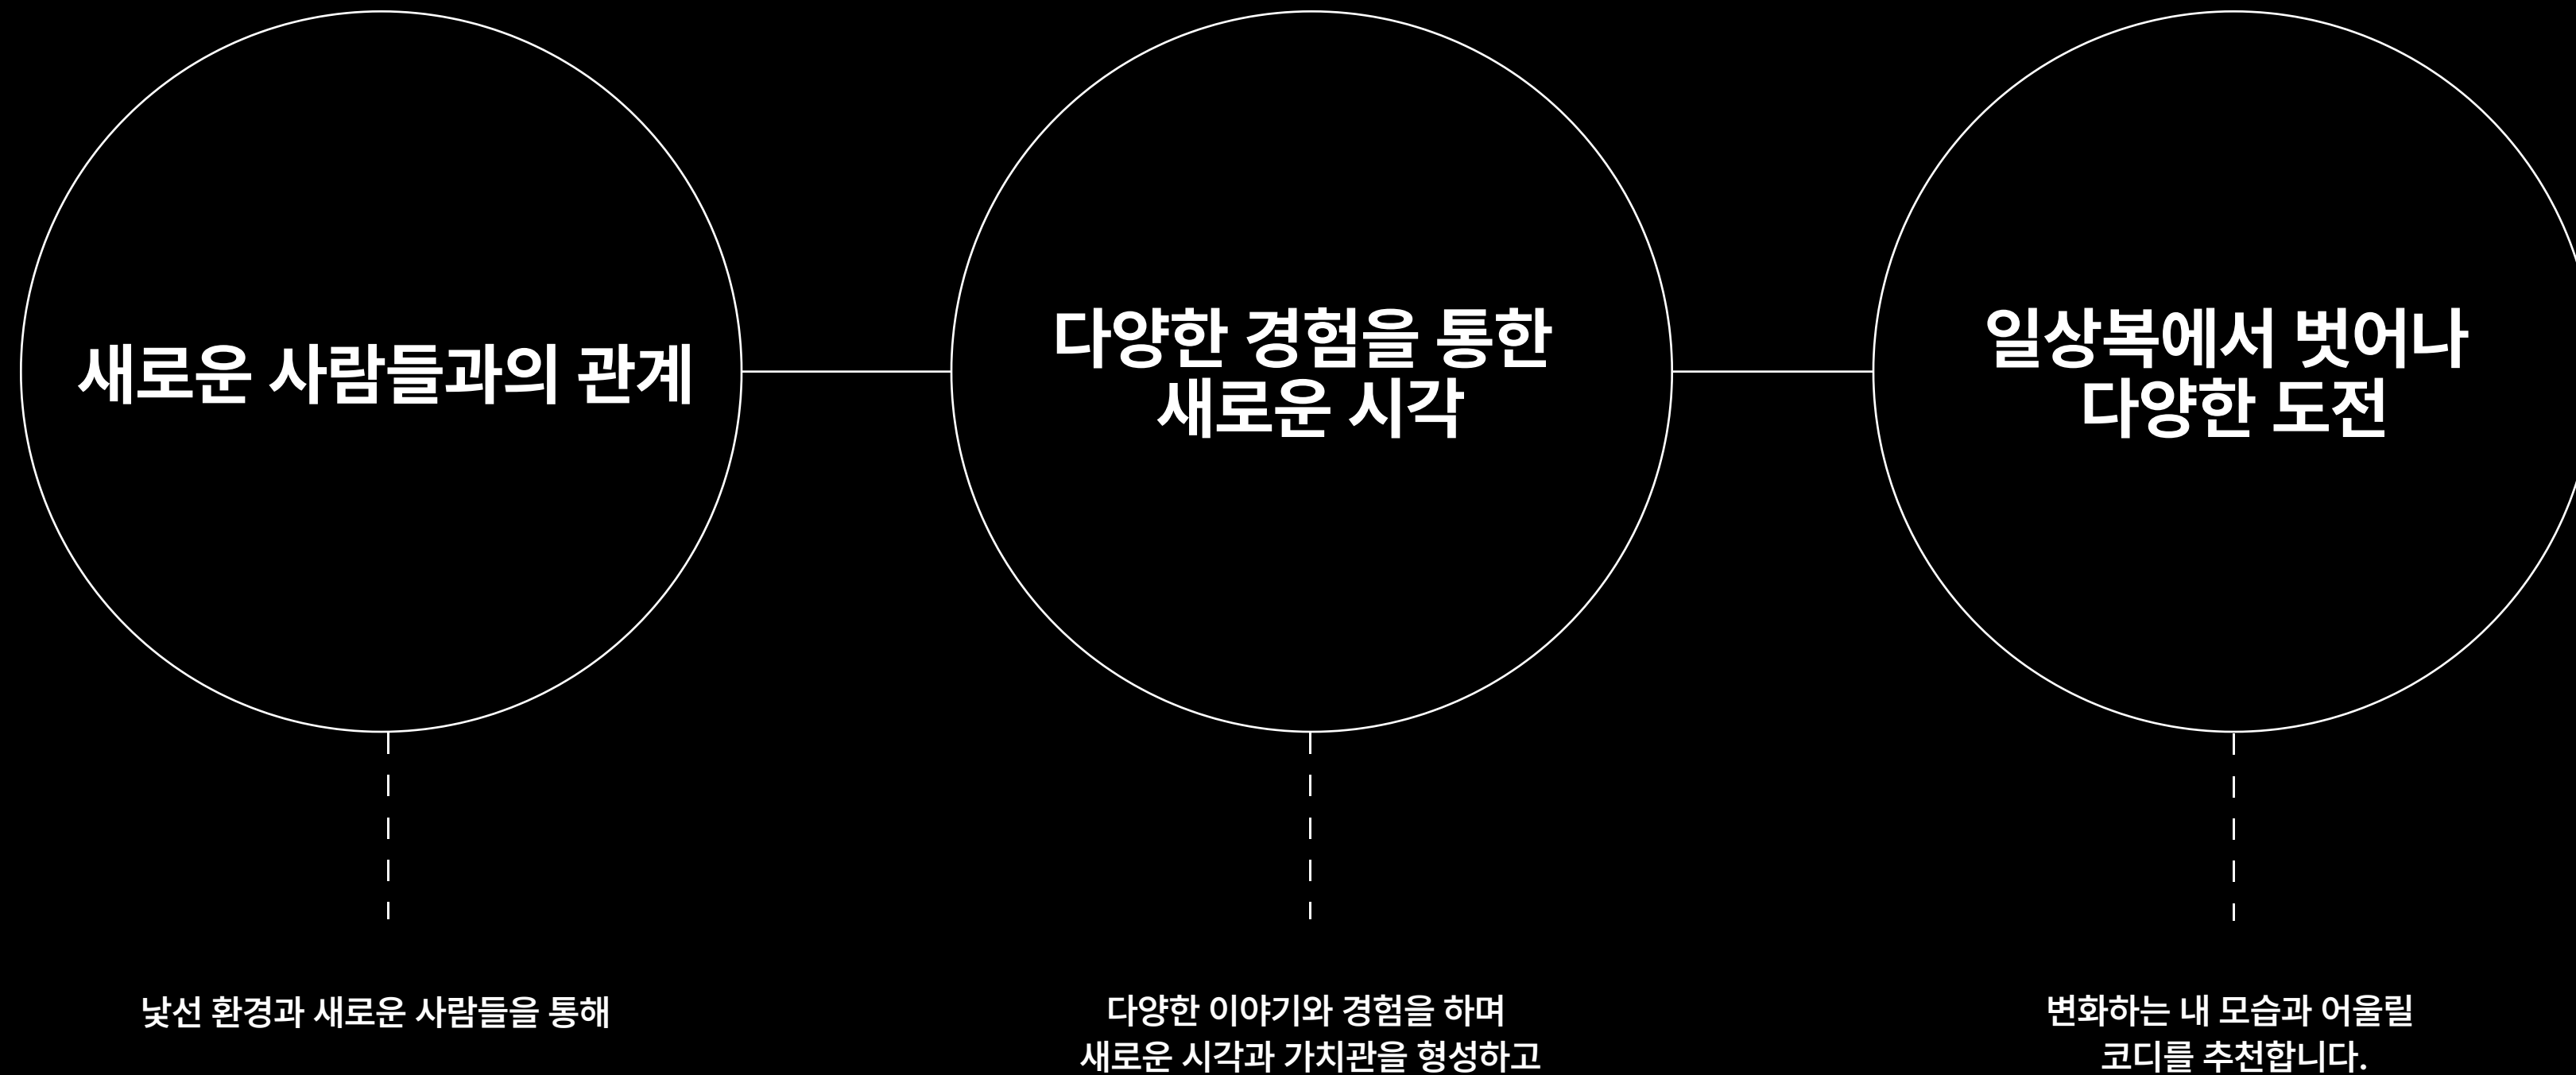 새로운 사람들과의 관계
다양한 경험을 통한
새로운 시각
일상복에서 벗어나
다양한 도전
낯선 환경과 새로운 사람들을 통해
다양한 이야기와 경험을 하며
새로운 시각과 가치관을 형성하고
변화하는 내 모습과 어울릴
코디를 추천합니다.